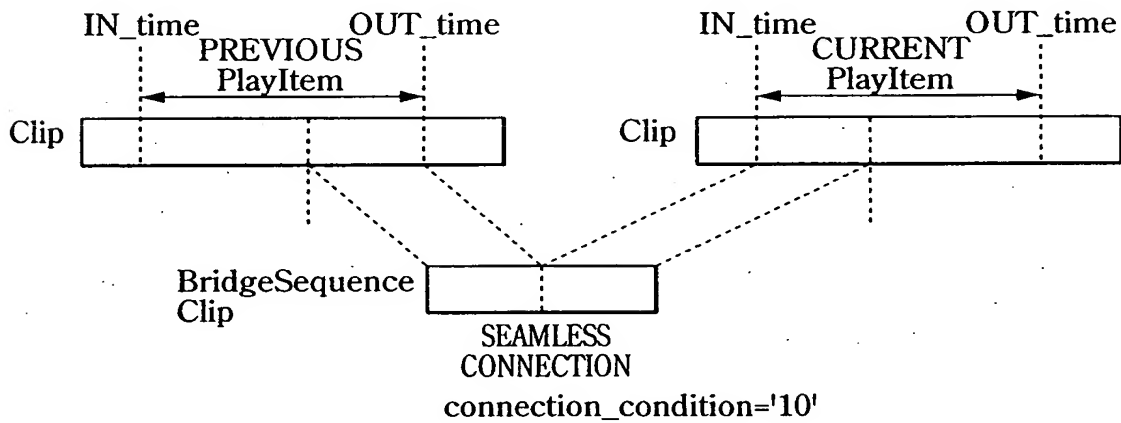 IN_time OUT_time
PREVIOUS
PlayItem
Clip
IN_time OUT_time
CURRENT
PlayItem
Clip
BridgeSequence
Clip
SEAMLESS
CONNECTION
connection_condition='10'